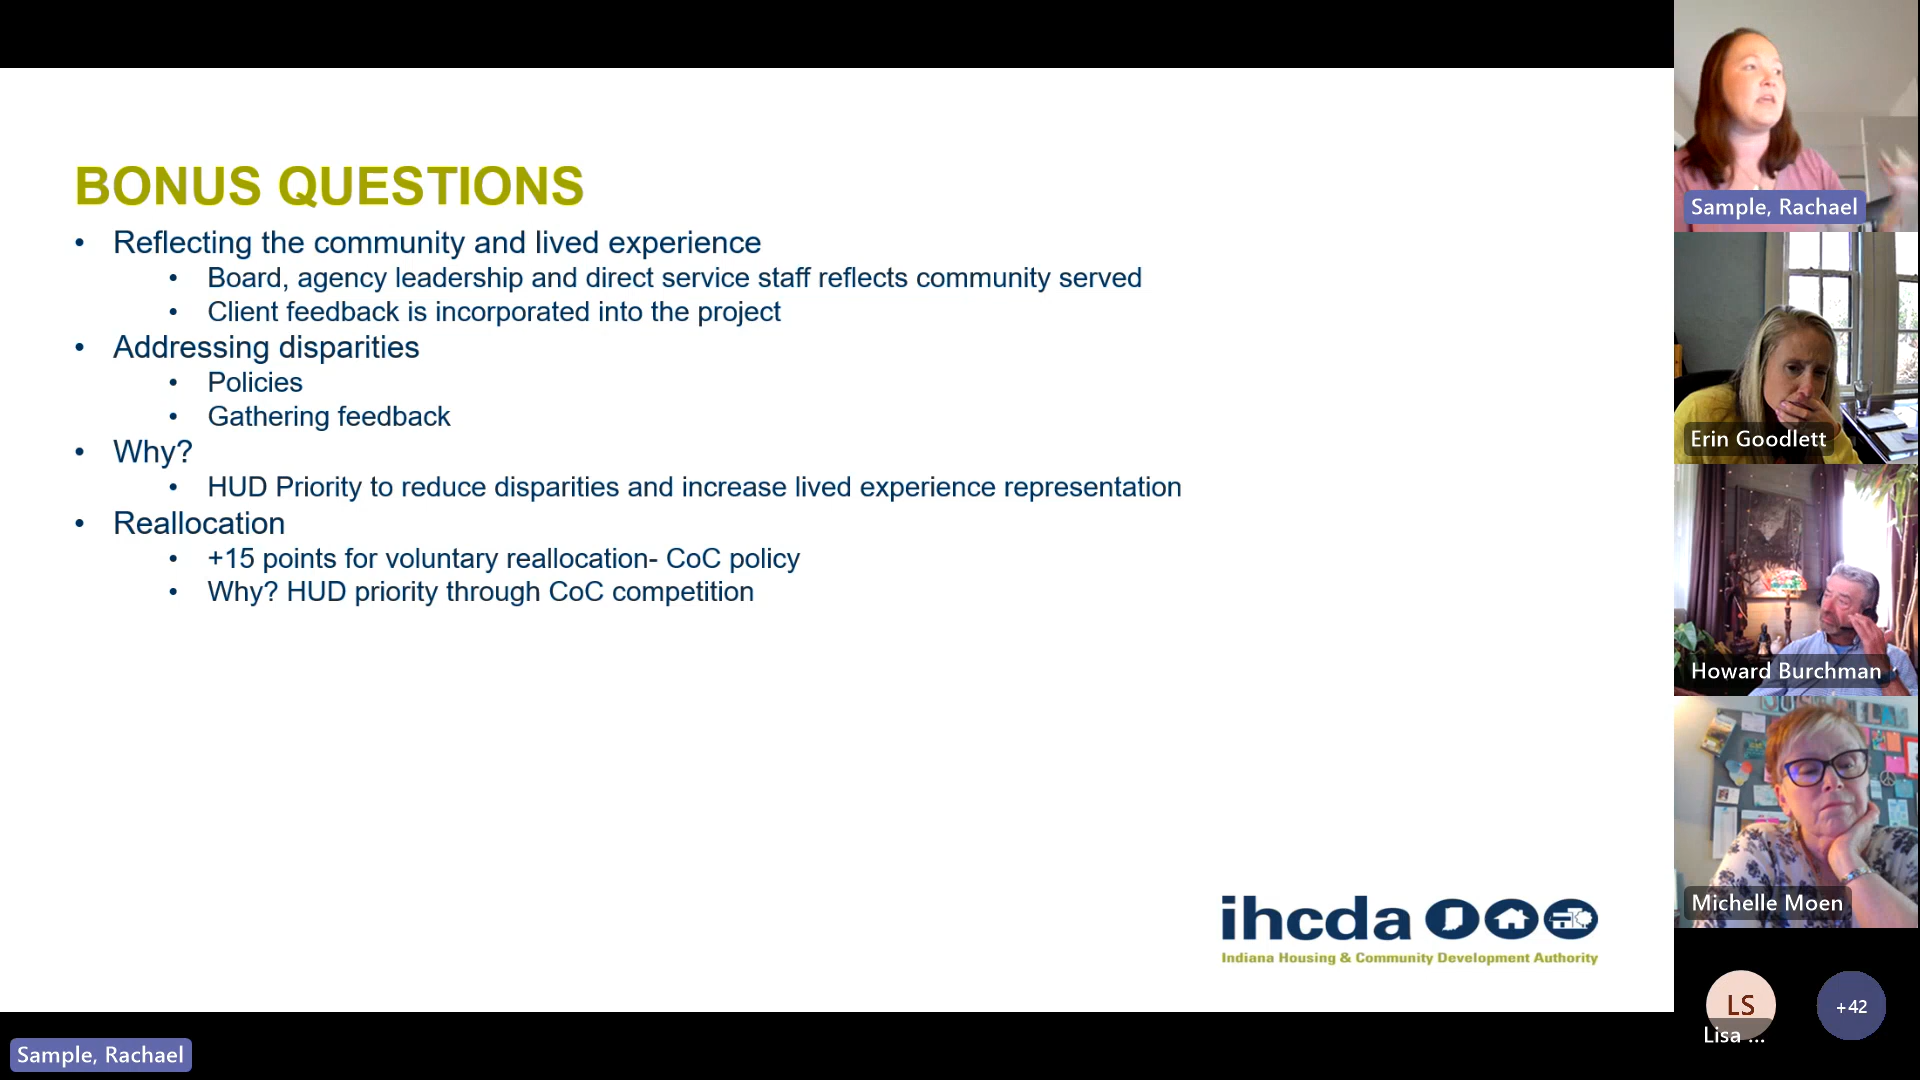 BONUS QUESTIONS
• Reflecting the community and lived experience
• Board, agency leadership and direct service staff reflects community served
• Client feedback is incorporated into the project
• Addressing disparities
• Policies
• Gathering feedback
• Why?
• HUD Priority to reduce disparities and increase lived experience representation
• Reallocation
• +15 points for voluntary reallocation- CoC policy
• Why? HUD priority through CoC competition
ihcda
Indiana Housing & Community Development Authority
Sample, Rachael
Sample, Rachael
Erin Goodlett
Howard Burchman
Michelle Moen
LS
Lisa ...
+42